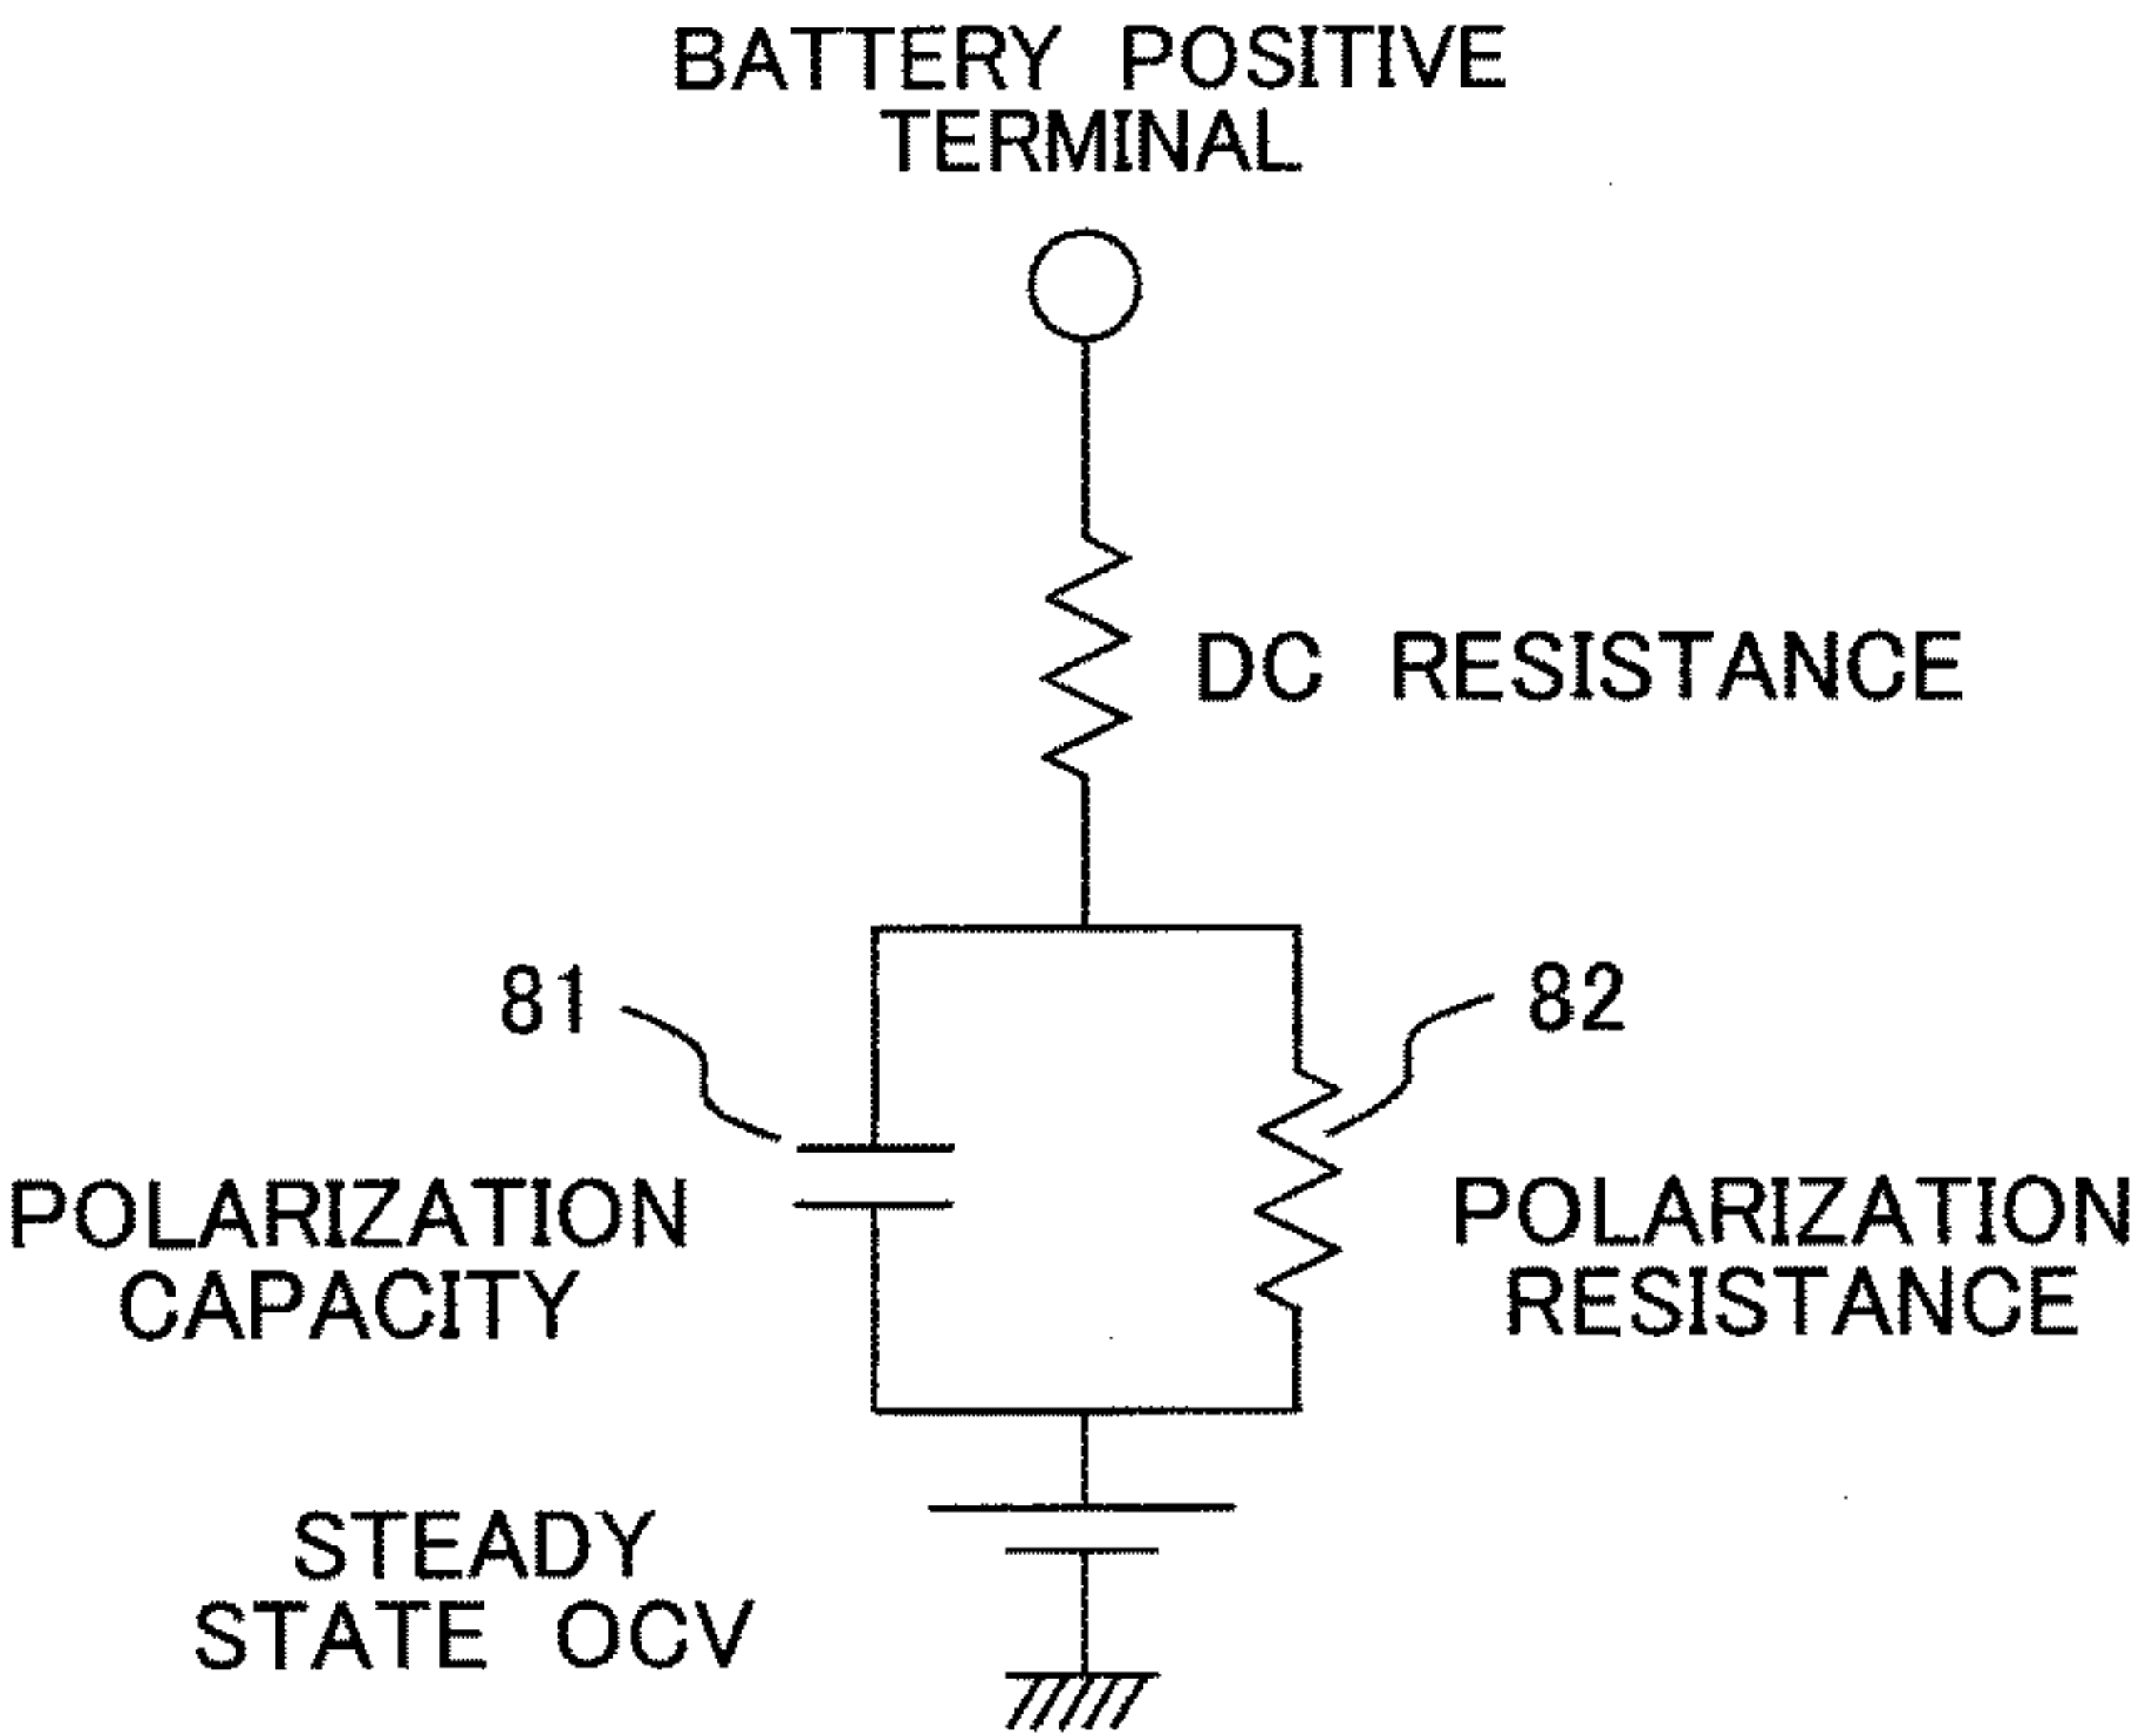 BATTERY POSITIVE
TERMINAL
DC RESISTANCE
81
82
POLARIZATION
CAPACITY
POLARIZATION
RESISTANCE
STEADY
STATE OCV